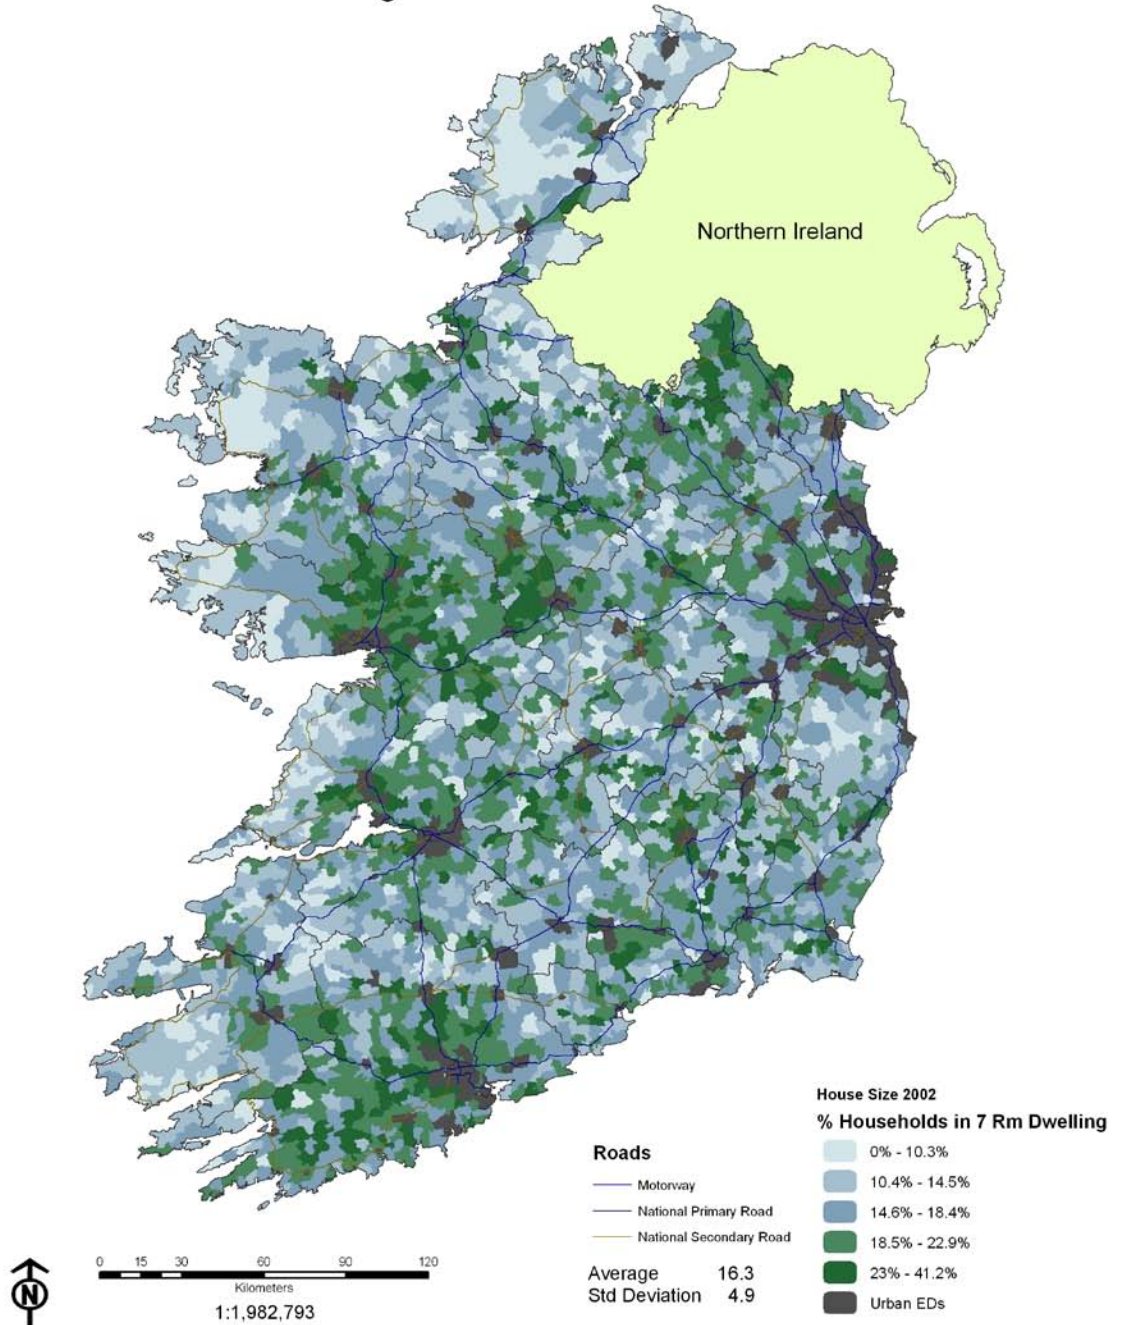 Northern Ireland
House Size 2002
% Households in 7 Rm Dwelling
0% - 10.3%
10.4% - 14.5%
14.6% - 18.4%
18.5% - 22.9%
23% - 41.2%
Urban EDs
Roads
Motorway
National Primary Road
National Secondary Road
Average 16.3
Std Deviation 4.9
0 15 30 60 90 120
Kilometers
1:1,982,793
N